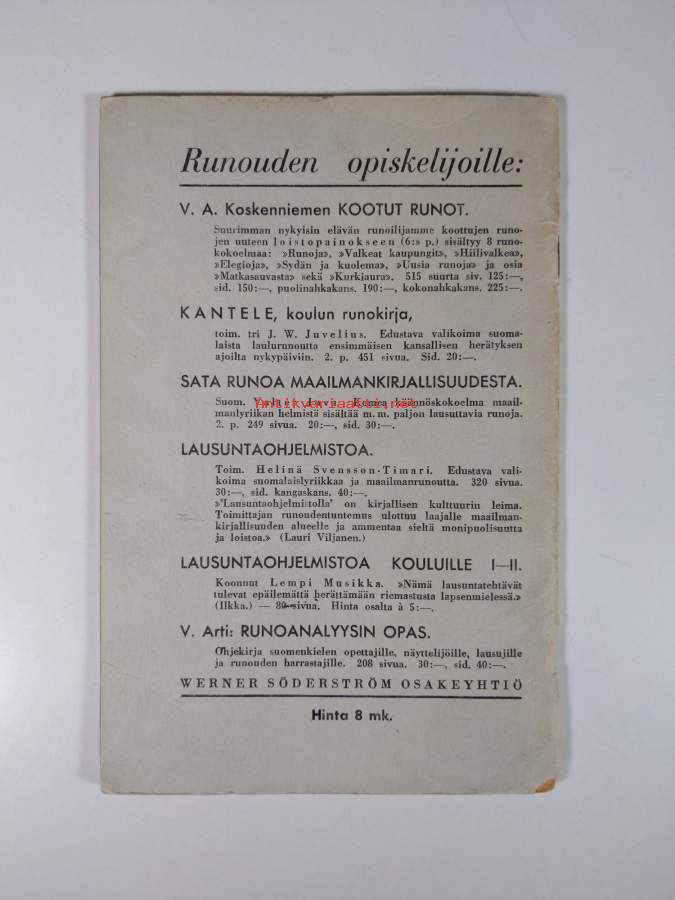 Runouden opiskelijoille:
V. A. Koskenniemen KOOTUT RUNOT.
Suurimman nykyisin elävän runoilijamme koottujen runo-
jen uuteen loistopainokseen (6:s p.) sisältyy 8 runo-
kokoelmaa: »Runoja», »Valkeat kaupungit», »Hiilivalkea»,
»Elegioja», »Sydän ja kuolema», »Uusia runoja» ja osia
»Matkasauvasta» sekä »Kurkiaura». 515 suurta siv. 125:—,
sid. 150:—, puolinahkakans. 190:—, kokonahkakans. 225:—.
KANTELE, koulun runokirja,
toim. tri J. W. Juvelius. Edustava valikoima suoma-
laista laulurunoutta ensimmäisen kansallisen herätyksen
ajoilta nykypäiviin. 2. p. 451 sivua. Sid. 20:—.
SATA RUNOA MAAILMANKIRJALLISUUDESTA.
Suom. käännöskokoelma maail-
antikvariaatti.net
manlyriikan helmistä sisältää m. m. paljon lausuttavia runoja.
2. p. 249 sivua. 20:—, sid. 30:—.
LAUSUNTAOHJELMISTOA.
Toim. Helinä Svensson-Timari. Edustava vali-
koima suomalaislyriikkaa ja maailmanrunoutta. 320 sivua.
30:—, sid. kangaskans. 40:—.
»'Lausuntaohjelmistolla' on kirjallisen kulttuurin leima.
Toimittajan runoudentuntemus ulottuu laajalle maailman-
kirjallisuuden alueelle ja ammentaa sieltä monipuolisuutta
ja loistoa.» (Lauri Viljanen.)
LAUSUNTAOHJELMISTOA KOULUILLE I—II.
Koonnut Lempi Musikka. »Nämä lausuntatehtävät
tulevat epäilemättä herättämään riemastusta lapsenmielessä.»
(Ilkka.) — 80 sivua. Hinta osalta à 5:—.
V. Arti: RUNOANALYYSIN OPAS.
Ohjekirja suomenkielen opettajille, näyttelijöille, lausujille
ja runouden harrastajille. 208 sivua. 30:—, sid. 40:—.
WERNER SÖDERSTRÖM OSAKEYHTIÖ
Hinta 8 mk.